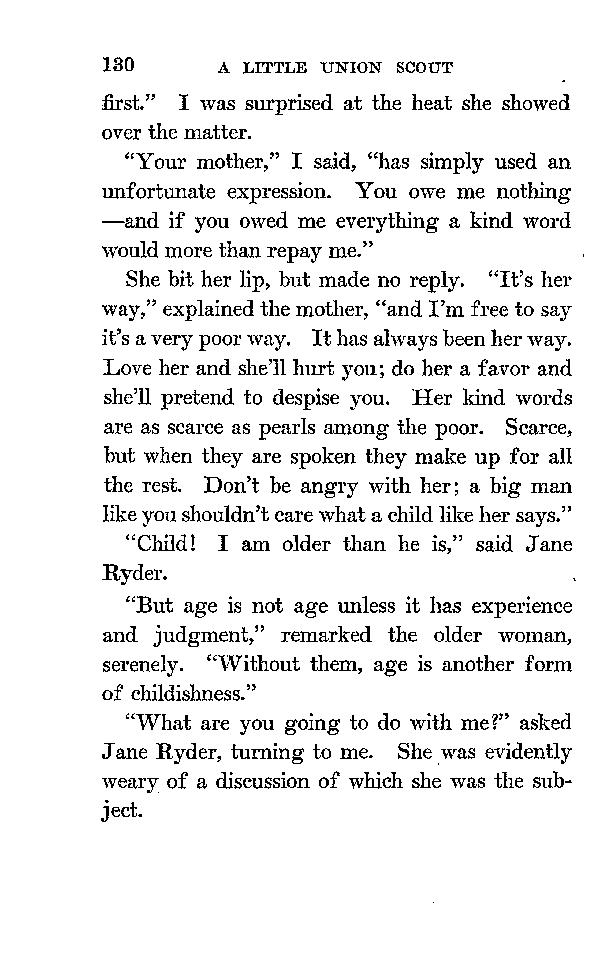 130 A LITTLE UNION SCOUT
first.” I was surprised at the heat she showed
over the matter.
“Your mother,” I said, “has simply used an
unfortunate expression. You owe me nothing
—and if you owed me everything a kind word
would more than repay me.”
She bit her lip, but made no reply. “It’s her
way,” explained the mother, “and I’m free to say
it’s a very poor way. It has always been her way.
Love her and she’ll hurt you; do her a favor and
she’ll pretend to despise you. Her kind words
are as scarce as pearls among the poor. Scarce,
but when they are spoken they make up for all
the rest. Don’t be angry with her; a big man
like you shouldn’t care what a child like her says.”
“Child! I am older than he is,” said Jane
Ryder.
“But age is not age unless it has experience
and judgment,” remarked the older woman,
serenely. “Without them, age is another form
of childishness.”
“What are you going to do with me?” asked
Jane Ryder, turning to me. She was evidently
weary of a discussion of which she was the sub-
ject.